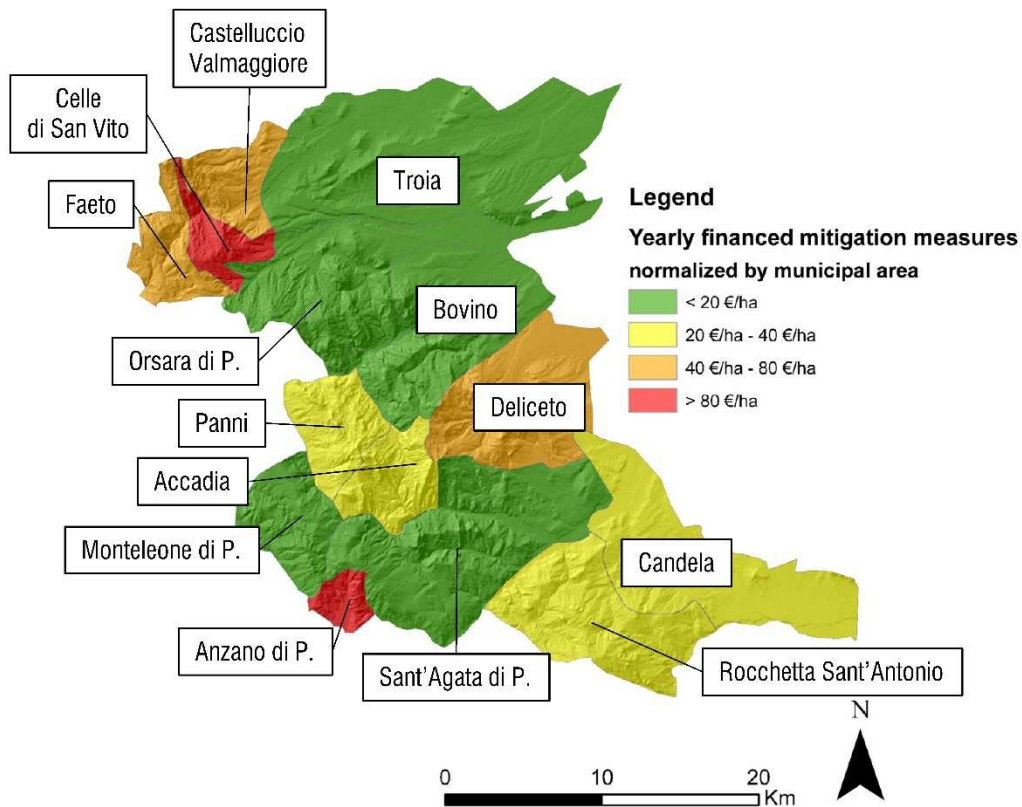 Castelluccio
Valmaggiore
Celle
di San Vito
Faeto
Troia
Legend
Yearly financed mitigation measures
normalized by municipal area
< 20 €/ha
20 €/ha - 40 €/ha
40 €/ha - 80 €/ha
> 80 €/ha
Bovino
Orsara di P.
Deliceto
Panni
Accadia
Monteleone di P.
Candela
Anzano di P.
Sant'Agata di P.
Rocchetta Sant'Antonio
N
0 10 20
Km